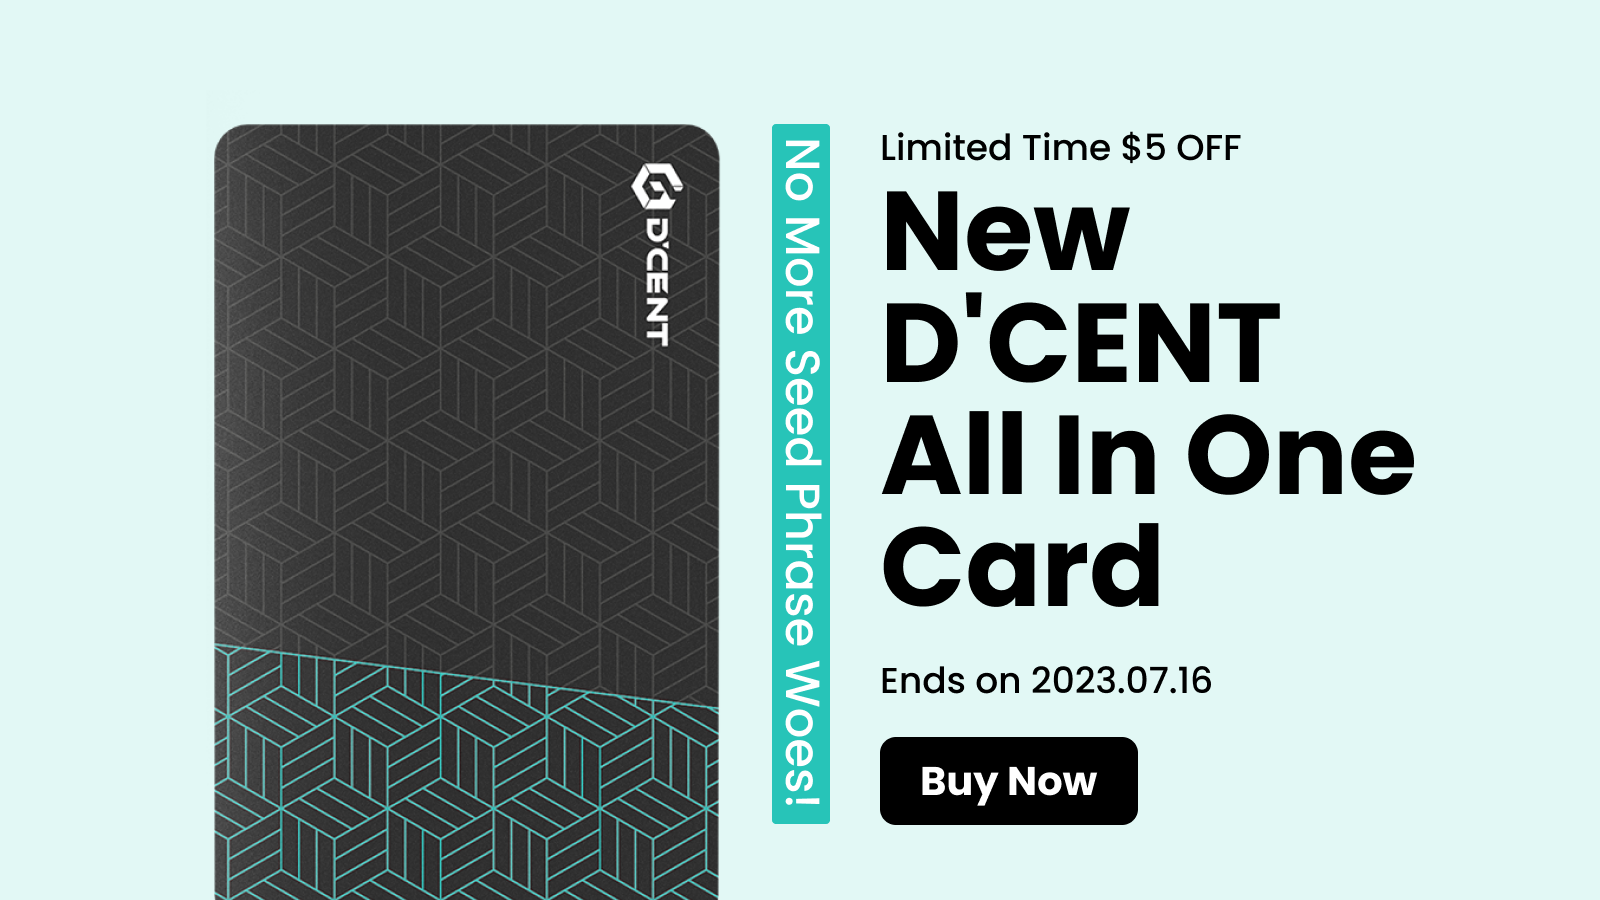 D'CENT
No More Seed Phrase Woes!
Limited Time $5 OFF
New
D'CENT
All In One
Card
Ends on 2023.07.16
Buy Now